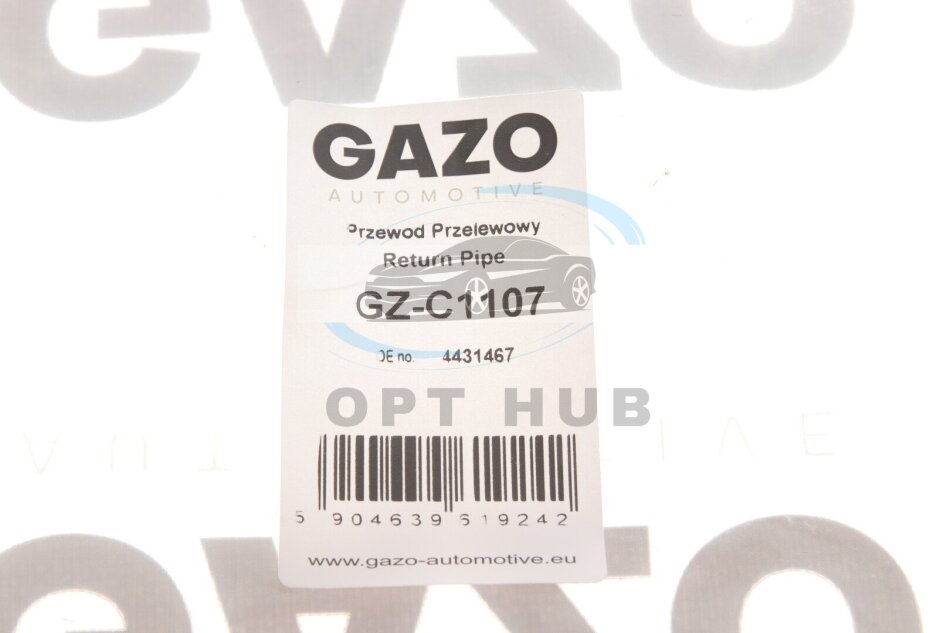 GAZO
AUTOMOTIVE
Przewod Przelewowy
Return Pipe
GZ-C1107
OE no. 4431467
OPT HUB
5 904639 619242
www.gazo-automotive.eu